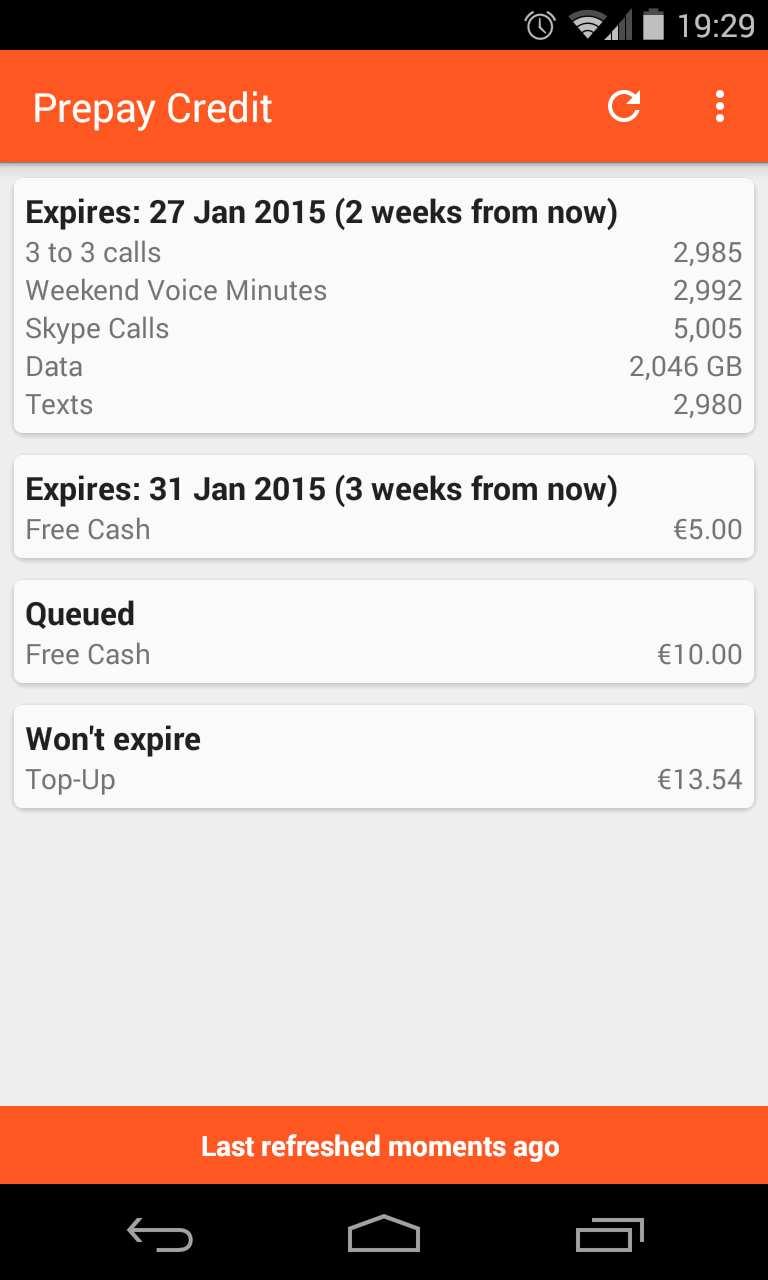 19:29
Prepay Credit
Expires: 27 Jan 2015 (2 weeks from now)
3 to 3 calls 2,985
Weekend Voice Minutes 2,992
Skype Calls 5,005
Data 2,046 GB
Texts 2,980
Expires: 31 Jan 2015 (3 weeks from now)
Free Cash €5.00
Queued
Free Cash €10.00
Won't expire
Top-Up €13.54
Last refreshed moments ago